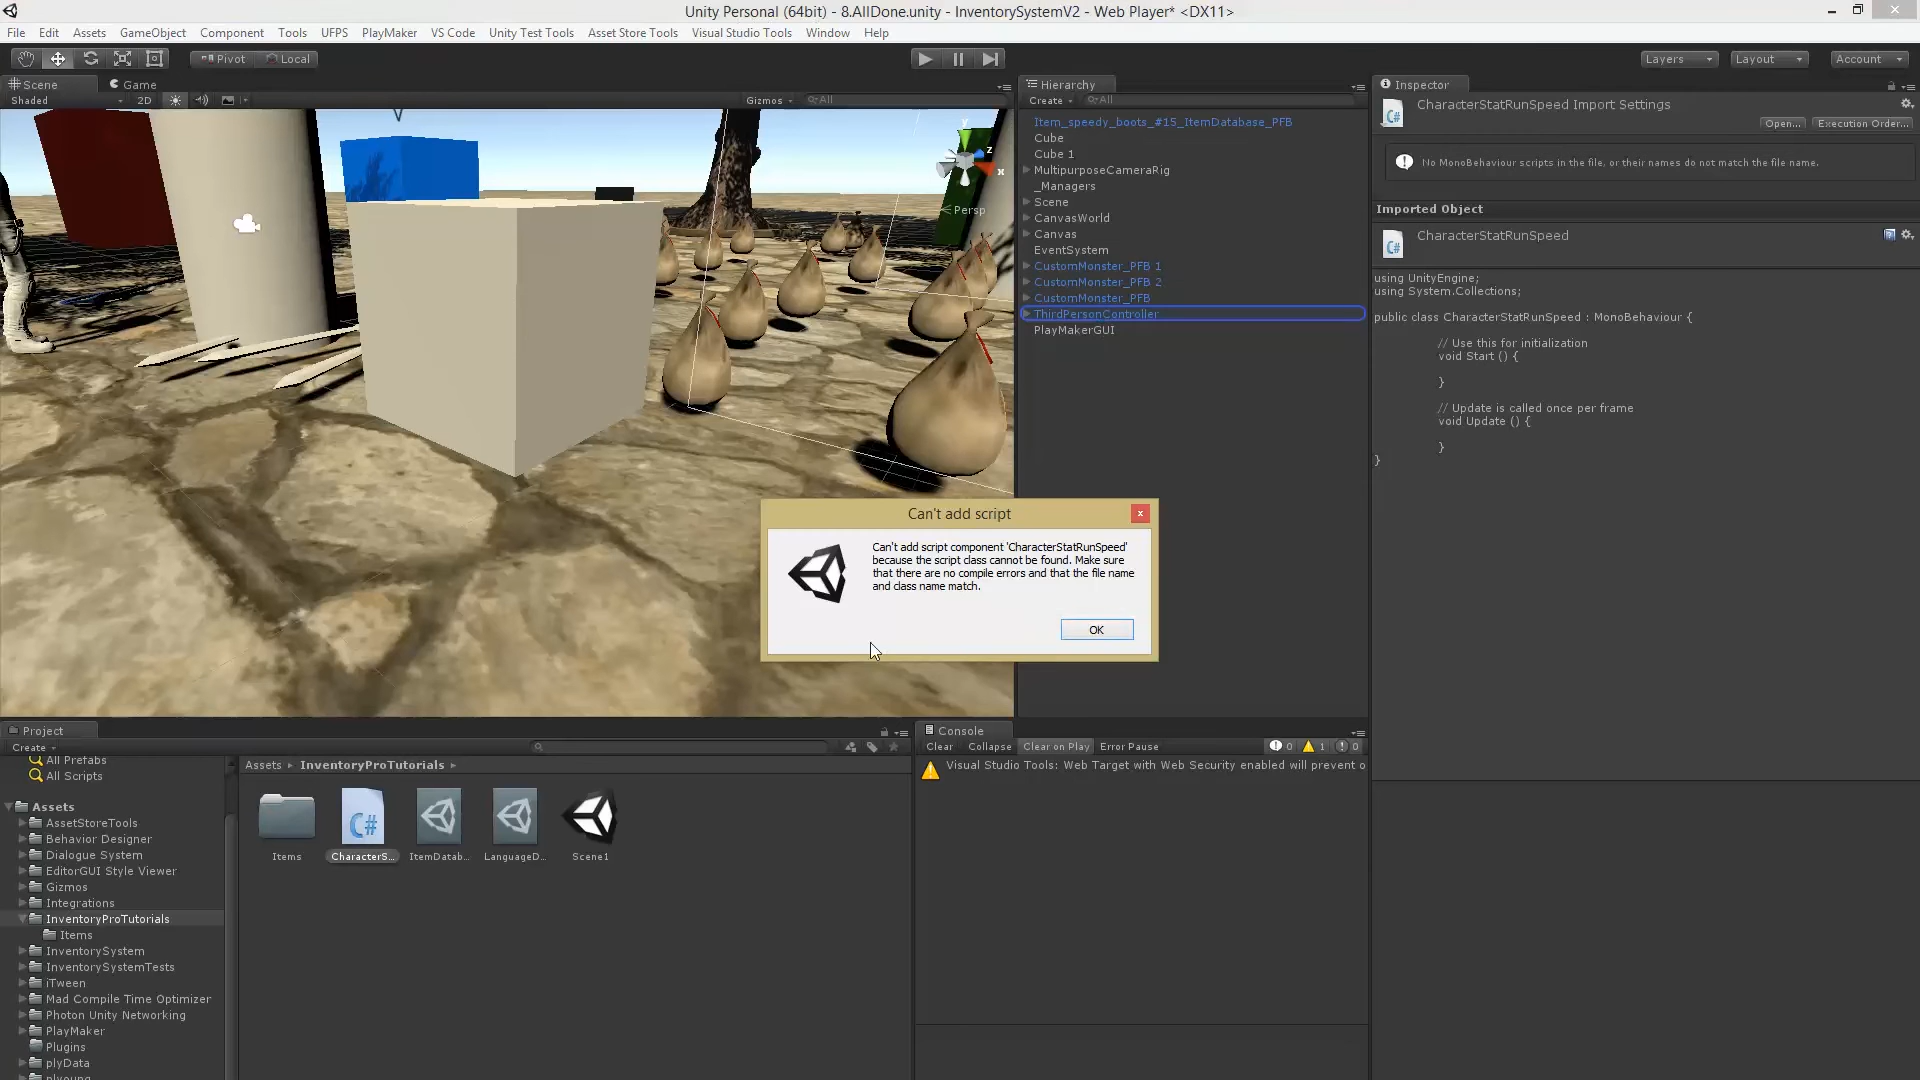 Unity Personal (64bit) - 8.AllDone.unity - InventorySystemV2 - Web Player* <DX11>
File Edit Assets GameObject Component Tools UFPS PlayMaker VS Code Unity Test Tools Asset Store Tools Visual Studio Tools Window Help
Pivot Local Layers Layout Account
Scene Game
Shaded 2D Gizmos All
y
z
x
Persp
Hierarchy
Create All
Item_speedy_boots_#15_ItemDatabase_PFB
Cube
Cube 1
MultipurposeCameraRig
_Managers
Scene
CanvasWorld
Canvas
EventSystem
CustomMonster_PFB 1
CustomMonster_PFB 2
CustomMonster_PFB
ThirdPersonController
PlayMakerGUI
Inspector
CharacterStatRunSpeed Import Settings
Open... Execution Order...
No MonoBehaviour scripts in the file, or their names do not match the file name.
Imported Object
CharacterStatRunSpeed
using UnityEngine;
using System.Collections;
public class CharacterStatRunSpeed : MonoBehaviour {
// Use this for initialization
void Start () {
}
// Update is called once per frame
void Update () {
}
}
Can't add script
Can't add script component 'CharacterStatRunSpeed'
because the script class cannot be found. Make sure
that there are no compile errors and that the file name
and class name match.
OK
Project
Create
All Prefabs
All Scripts
Assets
AssetStoreTools
Behavior Designer
Dialogue System
EditorGUI Style Viewer
Gizmos
Integrations
InventoryProTutorials
Items
InventorySystem
InventorySystemTests
iTween
Mad Compile Time Optimizer
Photon Unity Networking
PlayMaker
Plugins
plyData
plyoung
Assets InventoryProTutorials
C#
Items CharacterS... ItemDatab... LanguageD... Scene1
Console
Clear Collapse Clear on Play Error Pause 0 1 0
Visual Studio Tools: Web Target with Web Security enabled will prevent o